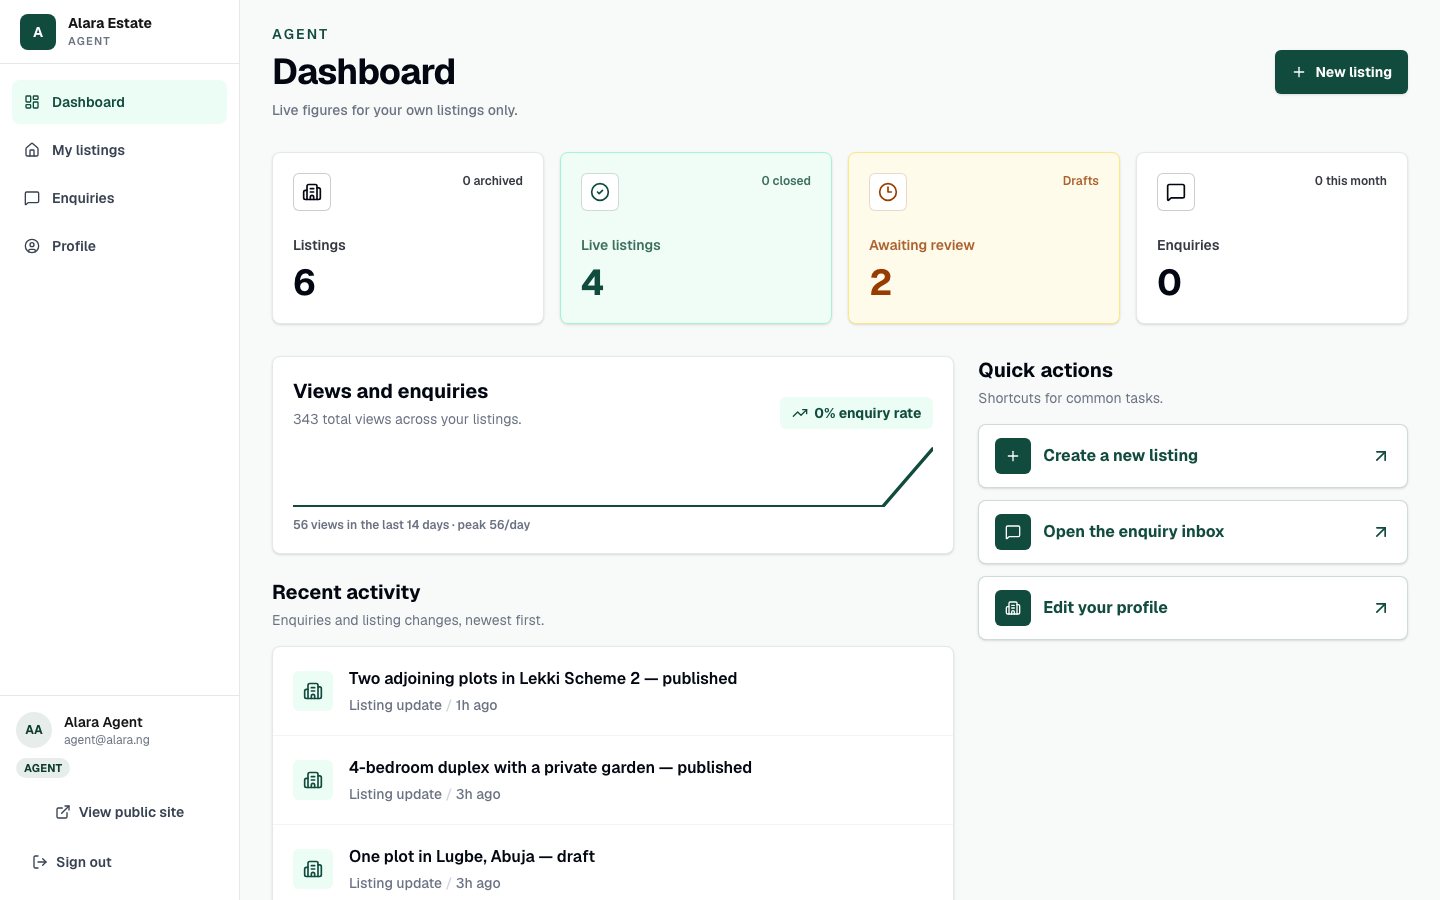 A
Alara Estate
AGENT
Dashboard
My listings
Enquiries
Profile
AA
Alara Agent
agent@alara.ng
AGENT
View public site
Sign out
AGENT
Dashboard
Live figures for your own listings only.
New listing
0 archived
Listings
6
0 closed
Live listings
4
Drafts
Awaiting review
2
0 this month
Enquiries
0
Views and enquiries
343 total views across your listings.
0% enquiry rate
56 views in the last 14 days · peak 56/day
Quick actions
Shortcuts for common tasks.
Create a new listing
Open the enquiry inbox
Edit your profile
Recent activity
Enquiries and listing changes, newest first.
Two adjoining plots in Lekki Scheme 2 — published
Listing update / 1h ago
4-bedroom duplex with a private garden — published
Listing update / 3h ago
One plot in Lugbe, Abuja — draft
Listing update / 3h ago